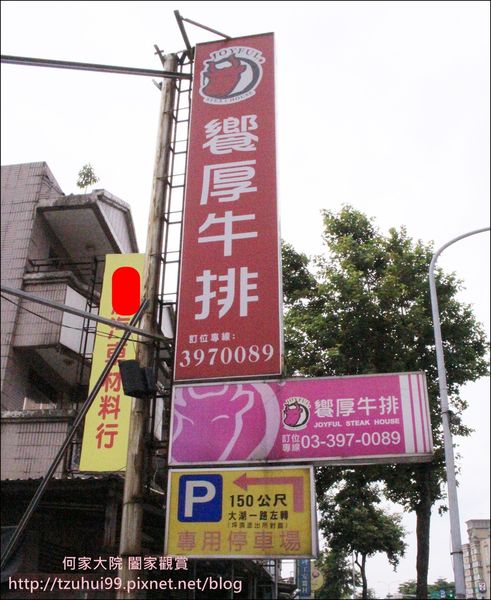 JOYFUL
STEAK HOUSE
饗厚牛排
訂位專線:
3970089
饗厚牛排
JOYFUL STEAK HOUSE
訂位專線 03-397-0089
P
150公尺
大湖一路左轉
專用停車場
車材料行
何家大院 闔家觀賞
http://tzuhui99.pixnet.net/blog